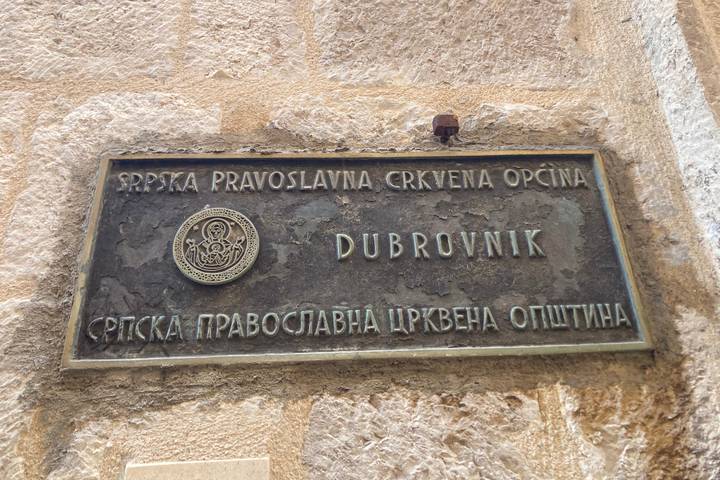 SRPSKA PRAVOSLAVNA CRKVENA OPĆINA
DUBROVNIK
СРПСКА ПРАВОСЛАВНА ЦРКВЕНА ОПШТИНА